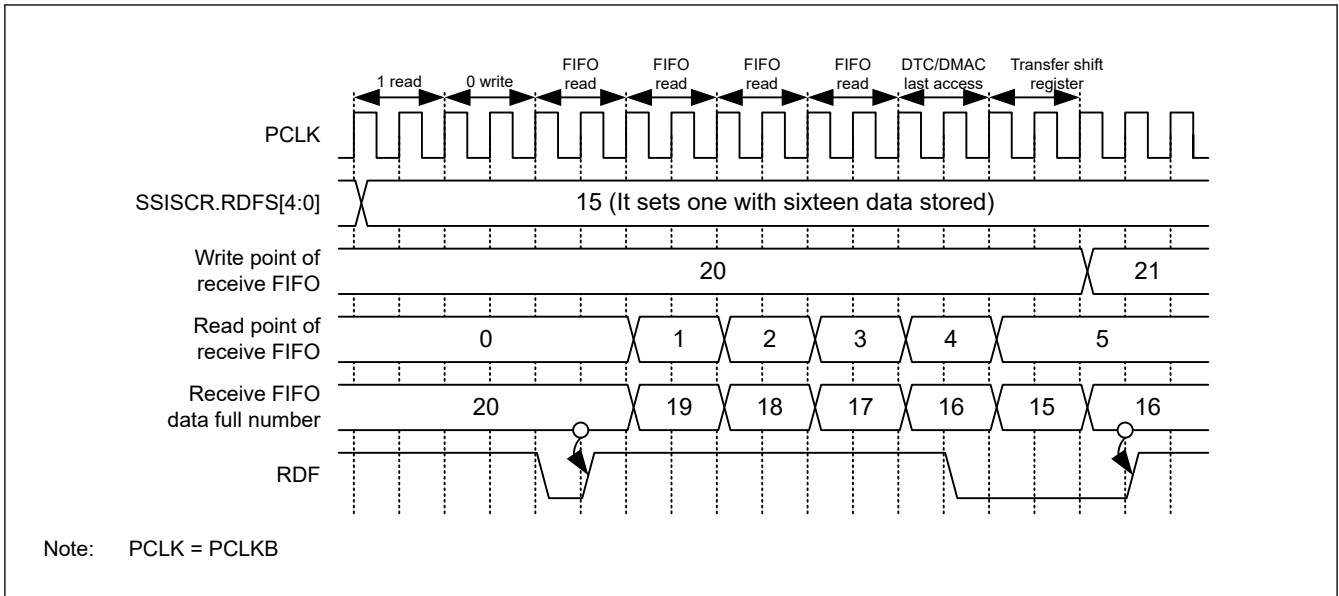 1 read
0 write
FIFO
read
FIFO
read
FIFO
read
FIFO
read
DTC/DMAC
last access
Transfer shift
register
PCLK
SSISCR.RDFS[4:0]
15 (It sets one with sixteen data stored)
Write point of
receive FIFO
20
21
Read point of
receive FIFO
0
1
2
3
4
5
Receive FIFO
data full number
20
19
18
17
16
15
16
RDF
Note: PCLK = PCLKB